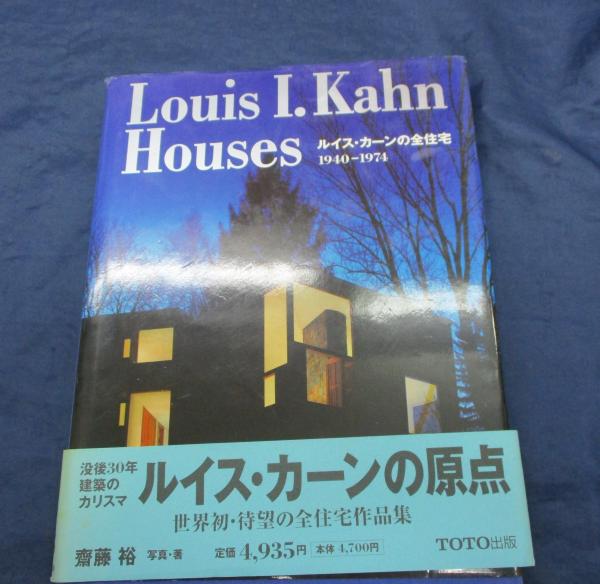 Louis I. Kahn
Houses
ルイス・カーンの全住宅
1940-1974
没後30年
建築の
カリスマ
ルイス・カーンの原点
世界初・待望の全住宅作品集
齋藤 裕 写真・著 定価 4,935円 本体 4,700円 TOTO出版